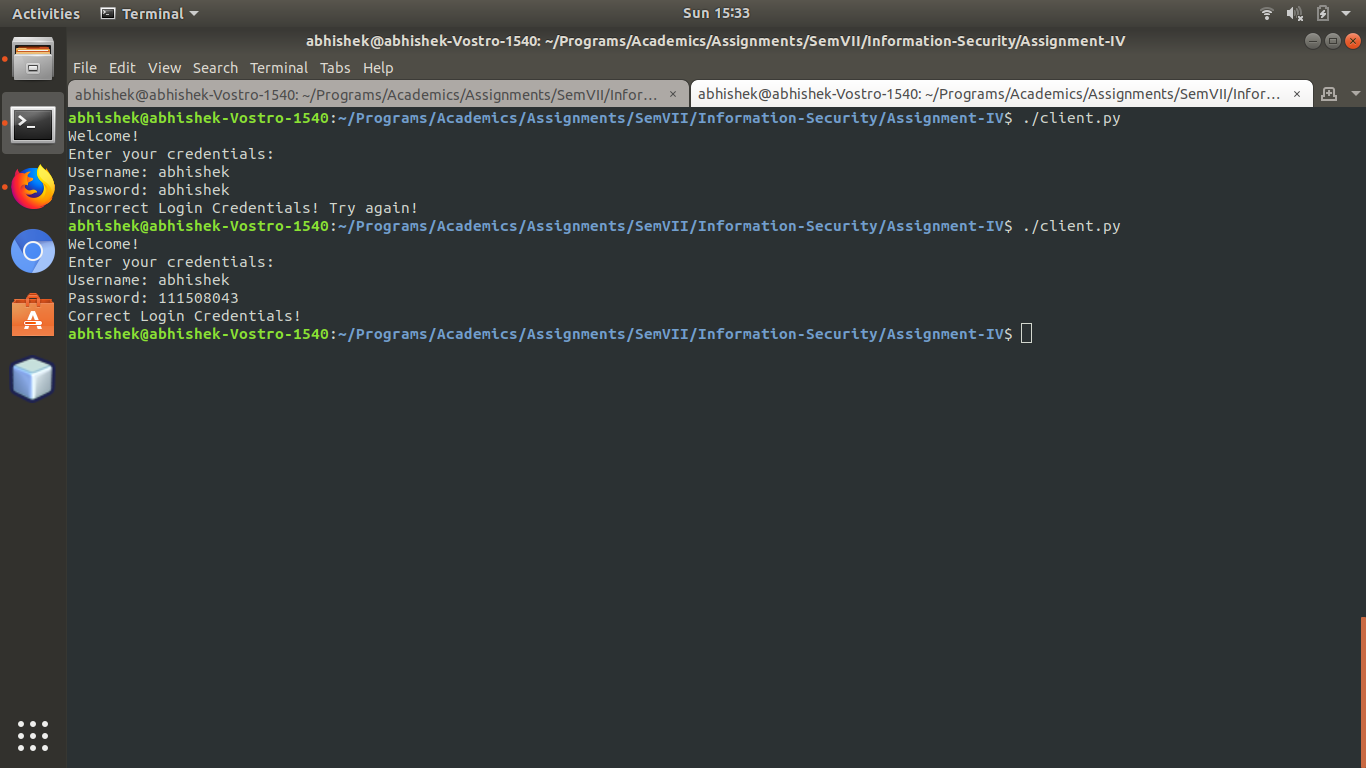 Activities Terminal Sun 15:33
abhishek@abhishek-Vostro-1540: ~/Programs/Academics/Assignments/SemVII/Information-Security/Assignment-IV
File Edit View Search Terminal Tabs Help
abhishek@abhishek-Vostro-1540: ~/Programs/Academics/Assignments/SemVII/Infor... × abhishek@abhishek-Vostro-1540: ~/Programs/Academics/Assignments/SemVII/Infor... ×
abhishek@abhishek-Vostro-1540:~/Programs/Academics/Assignments/SemVII/Information-Security/Assignment-IV$ ./client.py
Welcome!
Enter your credentials:
Username: abhishek
Password: abhishek
Incorrect Login Credentials! Try again!
abhishek@abhishek-Vostro-1540:~/Programs/Academics/Assignments/SemVII/Information-Security/Assignment-IV$ ./client.py
Welcome!
Enter your credentials:
Username: abhishek
Password: 111508043
Correct Login Credentials!
abhishek@abhishek-Vostro-1540:~/Programs/Academics/Assignments/SemVII/Information-Security/Assignment-IV$